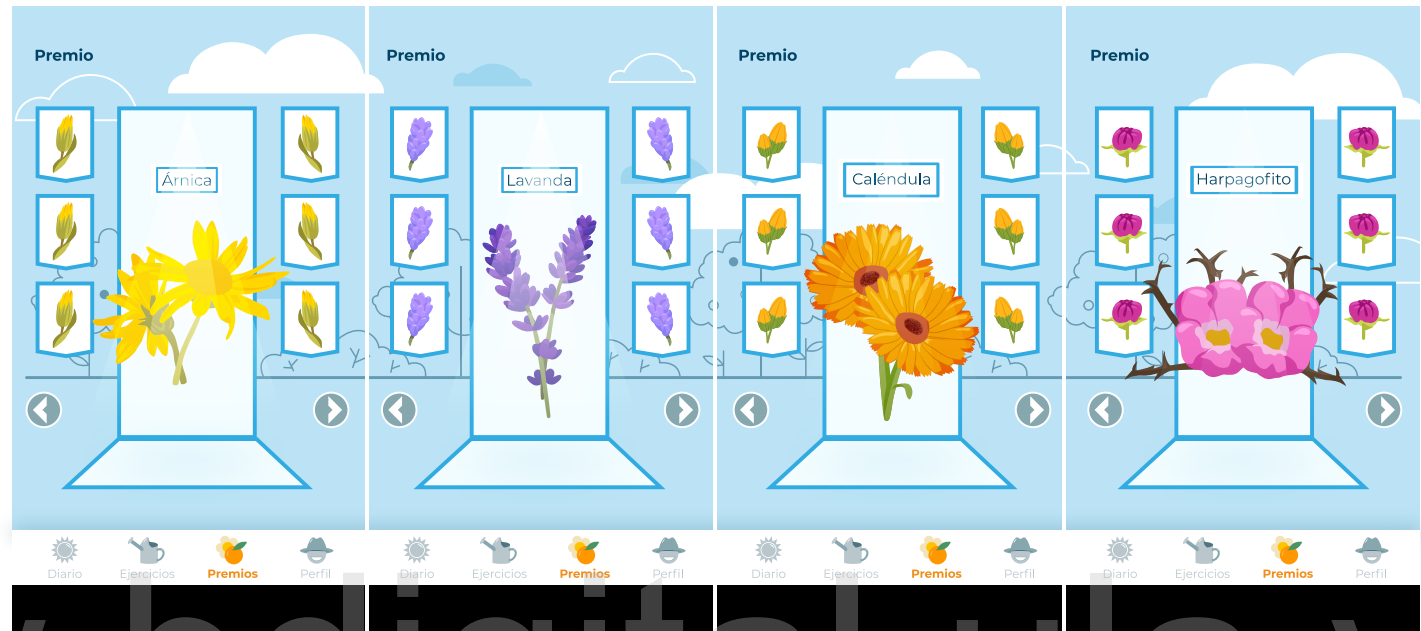 Premio
Árnica
Diario Ejercicios Premios Perfil
Premio
Lavanda
Diario Ejercicios Premios Perfil
Premio
Caléndula
Diario Ejercicios Premios Perfil
Premio
Harpagofito
Diario Ejercicios Premios Perfil